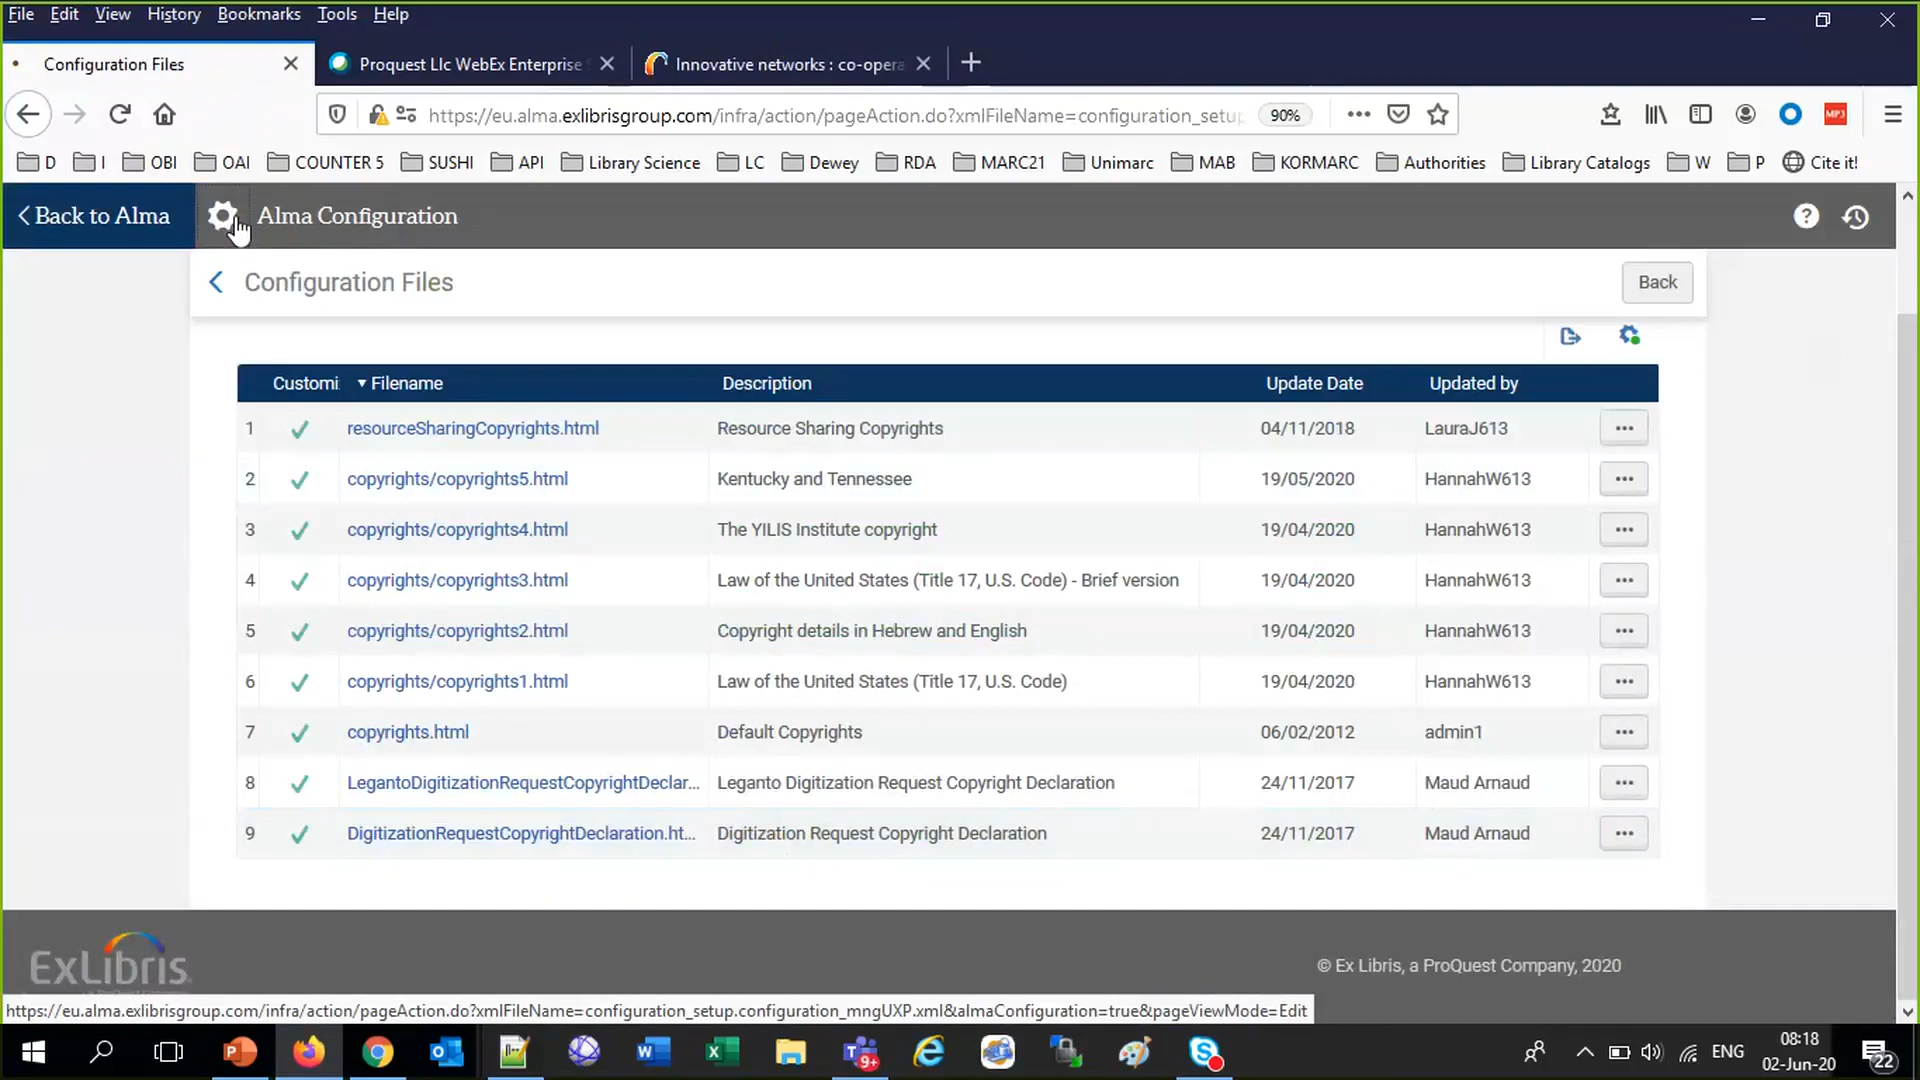 File Edit View History Bookmarks Tools Help
Configuration Files
Proquest Llc WebEx Enterprise
Innovative networks : co-opera
https://eu.alma.exlibrisgroup.com/infra/action/pageAction.do?xmlFileName=configuration_setup
90%
MP3
D I OBI OAI COUNTER 5 SUSHI API Library Science LC Dewey RDA MARC21 Unimarc MAB KORMARC Authorities Library Catalogs W P Cite it!
Back to Alma
Alma Configuration
Configuration Files
Back
Customi Filename Description Update Date Updated by
1 resourceSharingCopyrights.html Resource Sharing Copyrights 04/11/2018 LauraJ613
2 copyrights/copyrights5.html Kentucky and Tennessee 19/05/2020 HannahW613
3 copyrights/copyrights4.html The YILIS Institute copyright 19/04/2020 HannahW613
4 copyrights/copyrights3.html Law of the United States (Title 17, U.S. Code) - Brief version 19/04/2020 HannahW613
5 copyrights/copyrights2.html Copyright details in Hebrew and English 19/04/2020 HannahW613
6 copyrights/copyrights1.html Law of the United States (Title 17, U.S. Code) 19/04/2020 HannahW613
7 copyrights.html Default Copyrights 06/02/2012 admin1
8 LegantoDigitizationRequestCopyrightDeclar... Leganto Digitization Request Copyright Declaration 24/11/2017 Maud Arnaud
9 DigitizationRequestCopyrightDeclaration.ht... Digitization Request Copyright Declaration 24/11/2017 Maud Arnaud
ExLibris
© Ex Libris, a ProQuest Company, 2020
https://eu.alma.exlibrisgroup.com/infra/action/pageAction.do?xmlFileName=configuration_setup.configuration_mngUXP.xml&almaConfiguration=true&pageViewMode=Edit
9+
ENG
08:18
02-Jun-20
22